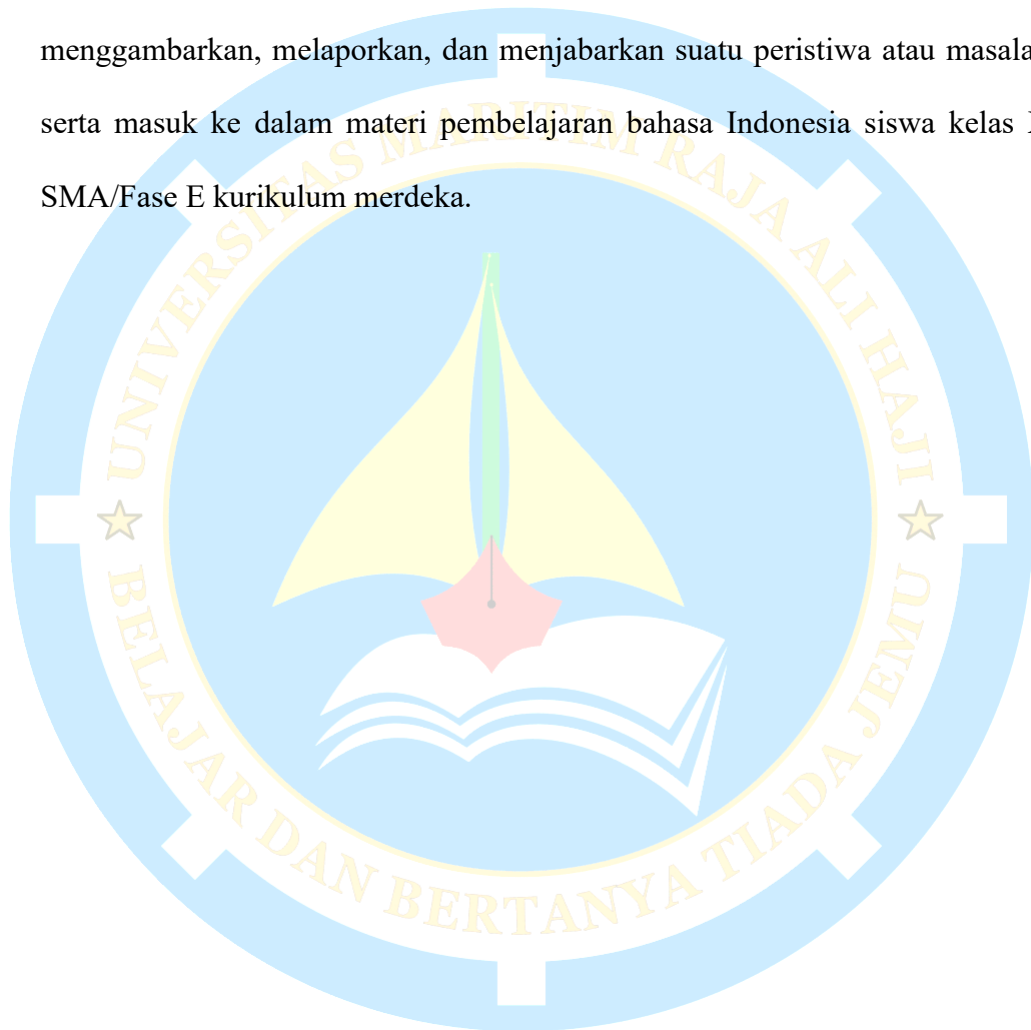 menggambarkan, melaporkan, dan menjabarkan suatu peristiwa atau masala
serta masuk ke dalam materi pembelajaran bahasa Indonesia siswa kelas
SMA/Fase E kurikulum merdeka.
UNIVERSITAS MARITIM RAJA ALI HAJI
BELAJAR DAN BERTANYA TIADA JEMU